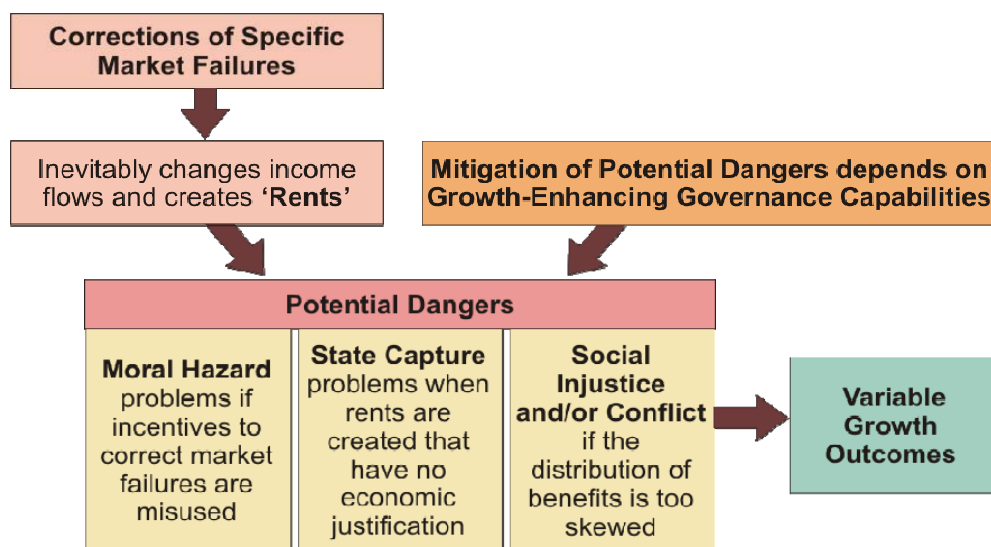 Corrections of Specific
Market Failures
Inevitably changes income
flows and creates ‘Rents’
Mitigation of Potential Dangers depends on
Growth-Enhancing Governance Capabilities
Potential Dangers
Moral Hazard
problems if
incentives to
correct market
failures are
misused
State Capture
problems when
rents are
created that
have no
economic
justification
Social
Injustice
and/or Conflict
if the
distribution of
benefits is too
skewed
Variable
Growth
Outcomes